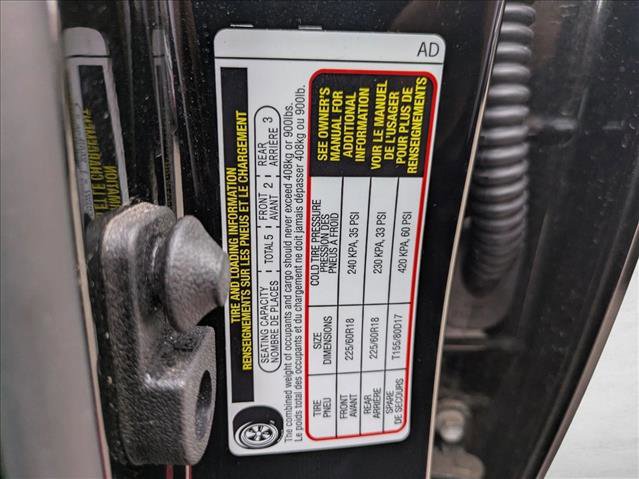 AD
TIRE AND LOADING INFORMATION
RENSEIGNEMENTS SUR LES PNEUS ET LE CHARGEMENT
SEATING CAPACITY
NOMBRE DE PLACES
TOTAL 5
FRONT
AVANT 2
REAR
ARRIÈRE 3
The combined weight of occupants and cargo should never exceed 408kg or 900lbs.
Le poids total des occupants et du chargement ne doit jamais dépasser 408kg ou 900lb.
TIRE
PNEU
SIZE
DIMENSIONS
COLD TIRE PRESSURE
PRESSION DES
PNEUS A FROID
SEE OWNER'S
MANUAL FOR
ADDITIONAL
INFORMATION
VOIR LE MANUEL
DE L'USAGER
POUR PLUS DE
RENSEIGNEMENTS
FRONT
AVANT
225/60R18
240 KPA, 35 PSI
REAR
ARRIERE
225/60R18
230 KPA, 33 PSI
SPARE
DE SECOURS
T155/80D17
420 KPA, 60 PSI